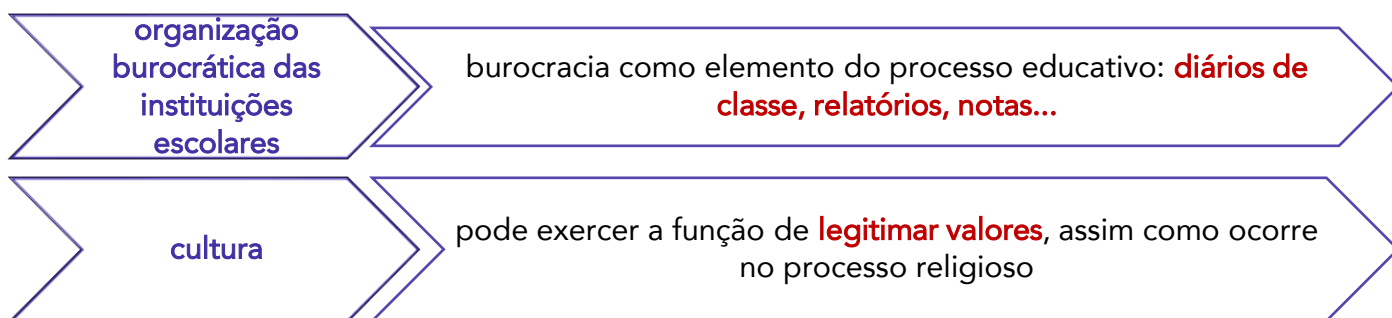 organização
burocrática das
instituições
escolares
burocracia como elemento do processo educativo: diários de
classe, relatórios, notas...
cultura
pode exercer a função de legitimar valores, assim como ocorre
no processo religioso